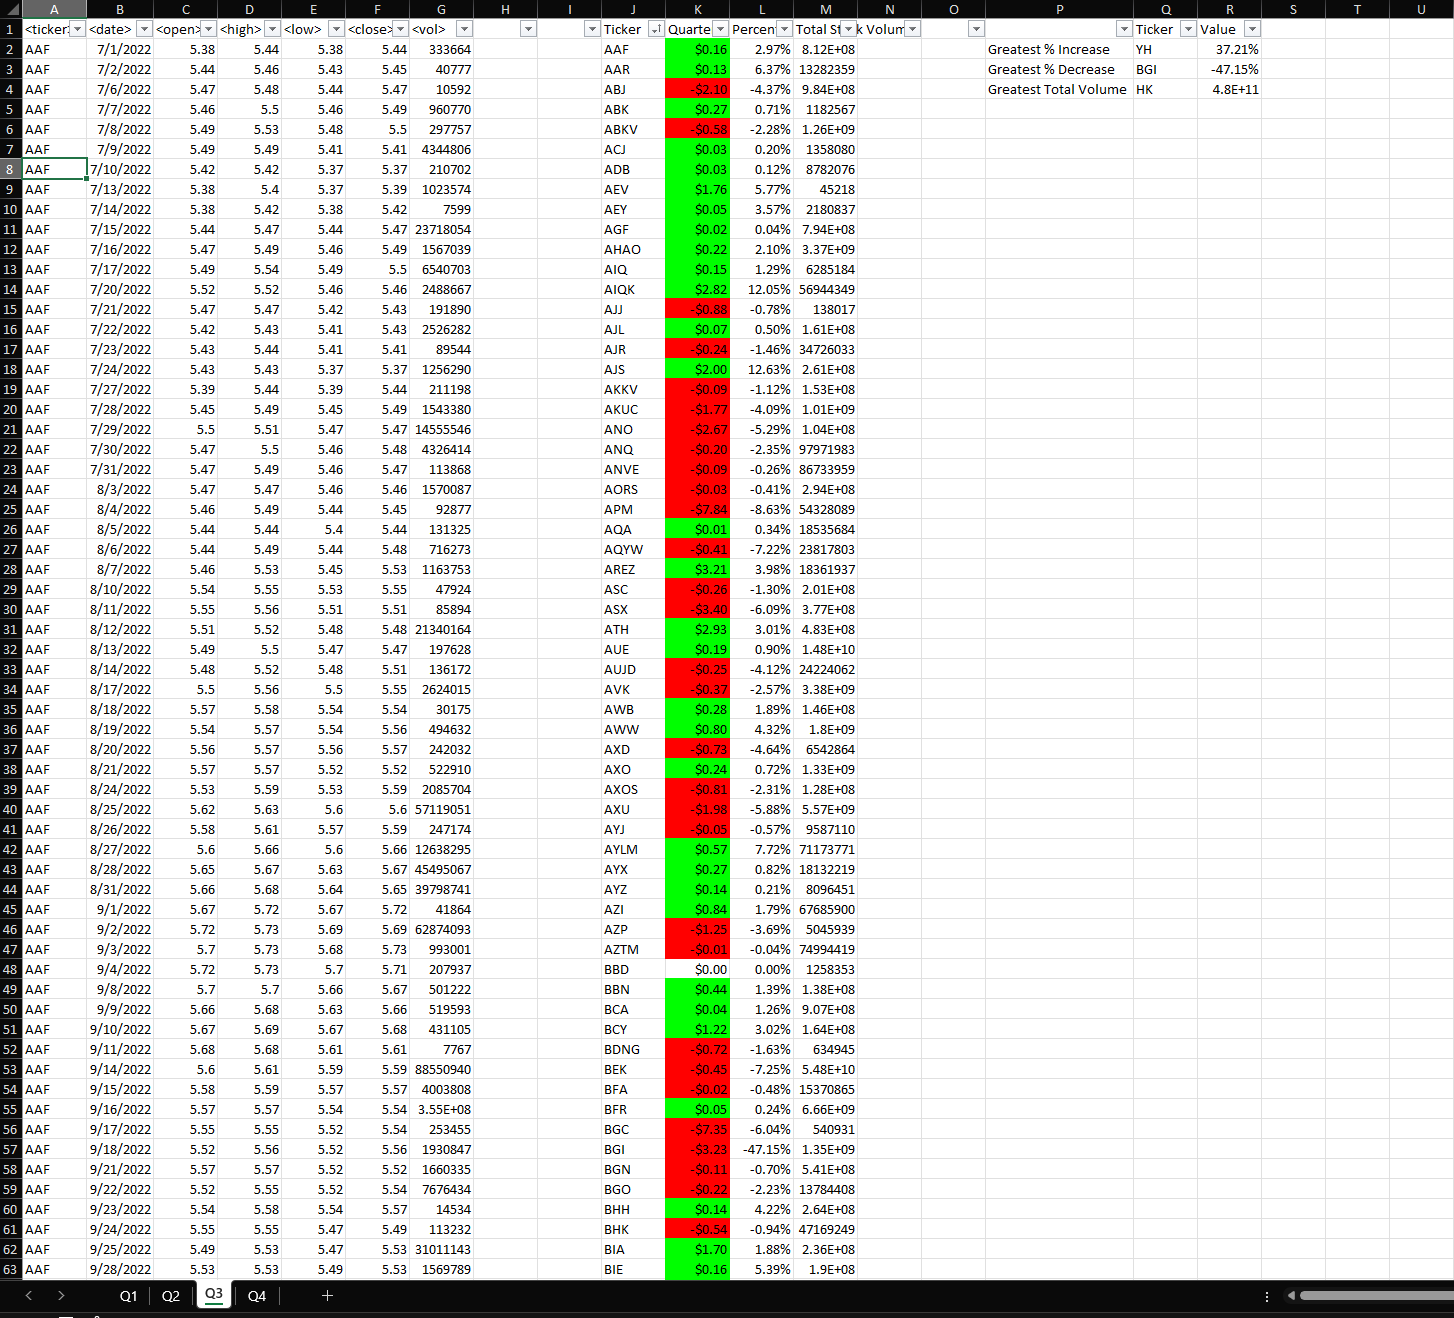 A B C D E F G H I J K L M N O P Q R S T U
1 <ticker> <date> <open> <high> <low> <close> <vol> Ticker Quarte Percen Total St k Volum Ticker Value
2 AAF 7/1/2022 5.38 5.44 5.38 5.44 333664 AAF $0.16 2.97% 8.12E+08 Greatest % Increase YH 37.21%
3 AAF 7/2/2022 5.44 5.46 5.43 5.45 40777 AAR $0.13 6.37% 13282359 Greatest % Decrease BGI -47.15%
4 AAF 7/6/2022 5.47 5.48 5.44 5.47 10592 ABJ -$2.10 -4.37% 9.84E+08 Greatest Total Volume HK 4.8E+11
5 AAF 7/7/2022 5.46 5.5 5.46 5.49 960770 ABK $0.27 0.71% 1182567
6 AAF 7/8/2022 5.49 5.53 5.48 5.5 297757 ABKV -$0.58 -2.28% 1.26E+09
7 AAF 7/9/2022 5.49 5.49 5.41 5.41 4344806 ACJ $0.03 0.20% 1358080
8 AAF 7/10/2022 5.42 5.42 5.37 5.37 210702 ADB $0.03 0.12% 8782076
9 AAF 7/13/2022 5.38 5.4 5.37 5.39 1023574 AEV $1.76 5.77% 45218
10 AAF 7/14/2022 5.38 5.42 5.38 5.42 7599 AEY $0.05 3.57% 2180837
11 AAF 7/15/2022 5.44 5.47 5.44 5.47 23718054 AGF $0.02 0.04% 7.94E+08
12 AAF 7/16/2022 5.47 5.49 5.46 5.49 1567039 AHAO $0.22 2.10% 3.37E+09
13 AAF 7/17/2022 5.49 5.54 5.49 5.5 6540703 AIQ $0.15 1.29% 6285184
14 AAF 7/20/2022 5.52 5.52 5.46 5.46 2488667 AIQK $2.82 12.05% 56944349
15 AAF 7/21/2022 5.47 5.47 5.42 5.43 191890 AJJ -$0.88 -0.78% 138017
16 AAF 7/22/2022 5.42 5.43 5.41 5.43 2526282 AJL $0.07 0.50% 1.61E+08
17 AAF 7/23/2022 5.43 5.44 5.41 5.41 89544 AJR -$0.24 -1.46% 34726033
18 AAF 7/24/2022 5.43 5.43 5.37 5.37 1256290 AJS $2.00 12.63% 2.61E+08
19 AAF 7/27/2022 5.39 5.44 5.39 5.44 211198 AKKV -$0.09 -1.12% 1.53E+08
20 AAF 7/28/2022 5.45 5.49 5.45 5.49 1543380 AKUC -$1.77 -4.09% 1.01E+09
21 AAF 7/29/2022 5.5 5.51 5.47 5.47 14555546 ANO -$2.67 -5.29% 1.04E+08
22 AAF 7/30/2022 5.47 5.5 5.46 5.48 4326414 ANQ -$0.20 -2.35% 97971983
23 AAF 7/31/2022 5.47 5.49 5.46 5.47 113868 ANVE -$0.09 -0.26% 86733959
24 AAF 8/3/2022 5.47 5.47 5.46 5.46 1570087 AORS -$0.03 -0.41% 2.94E+08
25 AAF 8/4/2022 5.46 5.49 5.44 5.45 92877 APM -$7.84 -8.63% 54328089
26 AAF 8/5/2022 5.44 5.44 5.4 5.44 131325 AQA $0.01 0.34% 18535684
27 AAF 8/6/2022 5.44 5.49 5.44 5.48 716273 AQYW -$0.41 -7.22% 23817803
28 AAF 8/7/2022 5.46 5.53 5.45 5.53 1163753 AREZ $3.21 3.98% 18361937
29 AAF 8/10/2022 5.54 5.55 5.53 5.55 47924 ASC -$0.26 -1.30% 2.01E+08
30 AAF 8/11/2022 5.55 5.56 5.51 5.51 85894 ASX -$3.40 -6.09% 3.77E+08
31 AAF 8/12/2022 5.51 5.52 5.48 5.48 21340164 ATH $2.93 3.01% 4.83E+08
32 AAF 8/13/2022 5.49 5.5 5.47 5.47 197628 AUE $0.19 0.90% 1.48E+10
33 AAF 8/14/2022 5.48 5.52 5.48 5.51 136172 AUJD -$0.25 -4.12% 24224062
34 AAF 8/17/2022 5.5 5.56 5.5 5.55 2624015 AVK -$0.37 -2.57% 3.38E+09
35 AAF 8/18/2022 5.57 5.58 5.54 5.54 30175 AWB $0.28 1.89% 1.46E+08
36 AAF 8/19/2022 5.54 5.57 5.54 5.56 494632 AWW $0.80 4.32% 1.8E+09
37 AAF 8/20/2022 5.56 5.57 5.56 5.57 242032 AXD -$0.73 -4.64% 6542864
38 AAF 8/21/2022 5.57 5.57 5.52 5.52 522910 AXO $0.24 0.72% 1.33E+09
39 AAF 8/24/2022 5.53 5.59 5.53 5.59 2085704 AXOS -$0.81 -2.31% 1.28E+08
40 AAF 8/25/2022 5.62 5.63 5.6 5.6 57119051 AXU -$1.98 -5.88% 5.57E+09
41 AAF 8/26/2022 5.58 5.61 5.57 5.59 247174 AYJ -$0.05 -0.57% 9587110
42 AAF 8/27/2022 5.6 5.66 5.6 5.66 12638295 AYLM $0.57 7.72% 71173771
43 AAF 8/28/2022 5.65 5.67 5.63 5.67 45495067 AYX $0.27 0.82% 18132219
44 AAF 8/31/2022 5.66 5.68 5.64 5.65 39798741 AYZ $0.14 0.21% 8096451
45 AAF 9/1/2022 5.67 5.72 5.67 5.72 41864 AZI $0.84 1.79% 67685900
46 AAF 9/2/2022 5.72 5.73 5.69 5.69 62874093 AZP -$1.25 -3.69% 5045939
47 AAF 9/3/2022 5.7 5.73 5.68 5.73 993001 AZTM -$0.01 -0.04% 74994419
48 AAF 9/4/2022 5.72 5.73 5.7 5.71 207937 BBD $0.00 0.00% 1258353
49 AAF 9/8/2022 5.7 5.7 5.66 5.67 501222 BBN $0.44 1.39% 1.38E+08
50 AAF 9/9/2022 5.66 5.68 5.63 5.66 519593 BCA $0.04 1.26% 9.07E+08
51 AAF 9/10/2022 5.67 5.69 5.67 5.68 431105 BCY $1.22 3.02% 1.64E+08
52 AAF 9/11/2022 5.68 5.68 5.61 5.61 7767 BDNG -$0.72 -1.63% 634945
53 AAF 9/14/2022 5.6 5.61 5.59 5.59 88550940 BEK -$0.45 -7.25% 5.48E+10
54 AAF 9/15/2022 5.58 5.59 5.57 5.57 4003808 BFA -$0.02 -0.48% 15370865
55 AAF 9/16/2022 5.57 5.57 5.54 5.54 3.55E+08 BFR $0.05 0.24% 6.66E+09
56 AAF 9/17/2022 5.55 5.55 5.52 5.54 253455 BGC -$7.35 -6.04% 540931
57 AAF 9/18/2022 5.52 5.56 5.52 5.56 1930847 BGI -$3.23 -47.15% 1.35E+09
58 AAF 9/21/2022 5.57 5.57 5.52 5.52 1660335 BGN -$0.11 -0.70% 5.41E+08
59 AAF 9/22/2022 5.52 5.55 5.52 5.54 7676434 BGO -$0.22 -2.23% 13784408
60 AAF 9/23/2022 5.54 5.58 5.54 5.57 14534 BHH $0.14 4.22% 2.64E+08
61 AAF 9/24/2022 5.55 5.55 5.47 5.49 113232 BHK -$0.54 -0.94% 47169249
62 AAF 9/25/2022 5.49 5.53 5.47 5.53 31011143 BIA $1.70 1.88% 2.36E+08
63 AAF 9/28/2022 5.53 5.53 5.49 5.53 1569789 BIE $0.16 5.39% 1.9E+08
Q1 Q2 Q3 Q4 +